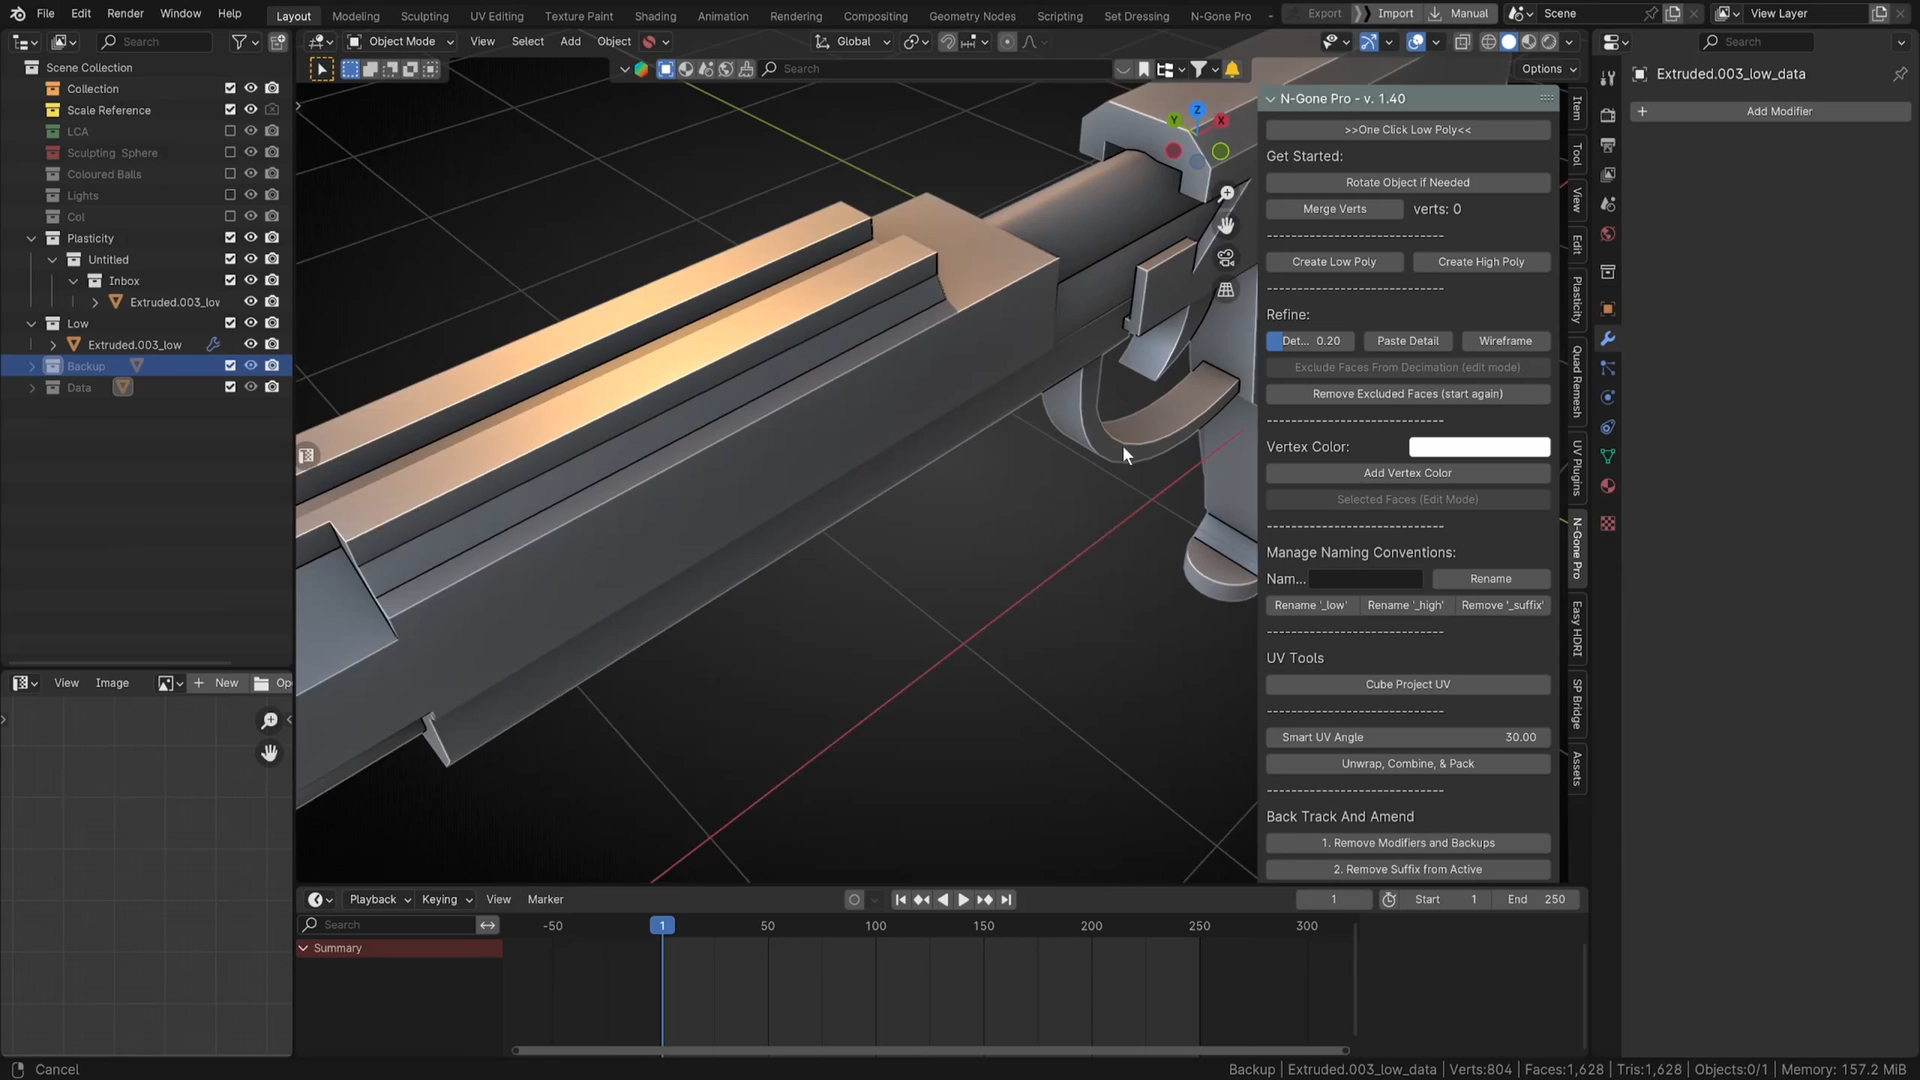 File Edit Render Window Help Layout Modeling Sculpting UV Editing Texture Paint Shading Animation Rendering Compositing Geometry Nodes Scripting Set Dressing N-Gone Pro Export Import Manual Scene View Layer
Search Object Mode View Select Add Object Global Search
Search Options
Scene Collection
Collection
Scale Reference
LCA
Sculpting Sphere
Coloured Balls
Lights
Col
Plasticity
Untitled
Inbox
Extruded.003_lov
Low
Extruded.003_low
Backup
Data
View Image New Op
Z
Y X
N-Gone Pro - v. 1.40
>>One Click Low Poly<<
Get Started:
Rotate Object if Needed
Merge Verts verts: 0
---------------------------
Create Low Poly Create High Poly
---------------------------
Refine:
Det... 0.20 Paste Detail Wireframe
Exclude Faces From Decimation (edit mode)
Remove Excluded Faces (start again)
---------------------------
Vertex Color:
Add Vertex Color
Selected Faces (Edit Mode)
---------------------------
Manage Naming Conventions:
Nam... Rename
Rename '_low' Rename '_high' Remove '_suffix'
---------------------------
UV Tools
Cube Project UV
---------------------------
Smart UV Angle 30.00
Unwrap, Combine, & Pack
---------------------------
Back Track And Amend
1. Remove Modifiers and Backups
2. Remove Suffix from Active
Item
Tool
View
Edit
Plasticity
Quad Remesh
UV Plugins
N-Gone Pro
Easy HDRI
SP Bridge
Assets
Extruded.003_low_data
Add Modifier
Playback Keying View Marker 1 Start 1 End 250
Search -50 1 50 100 150 200 250 300
Summary
Cancel Backup | Extruded.003_low_data | Verts:804 | Faces:1,628 | Tris:1,628 | Objects:0/1 | Memory: 157.2 MiB